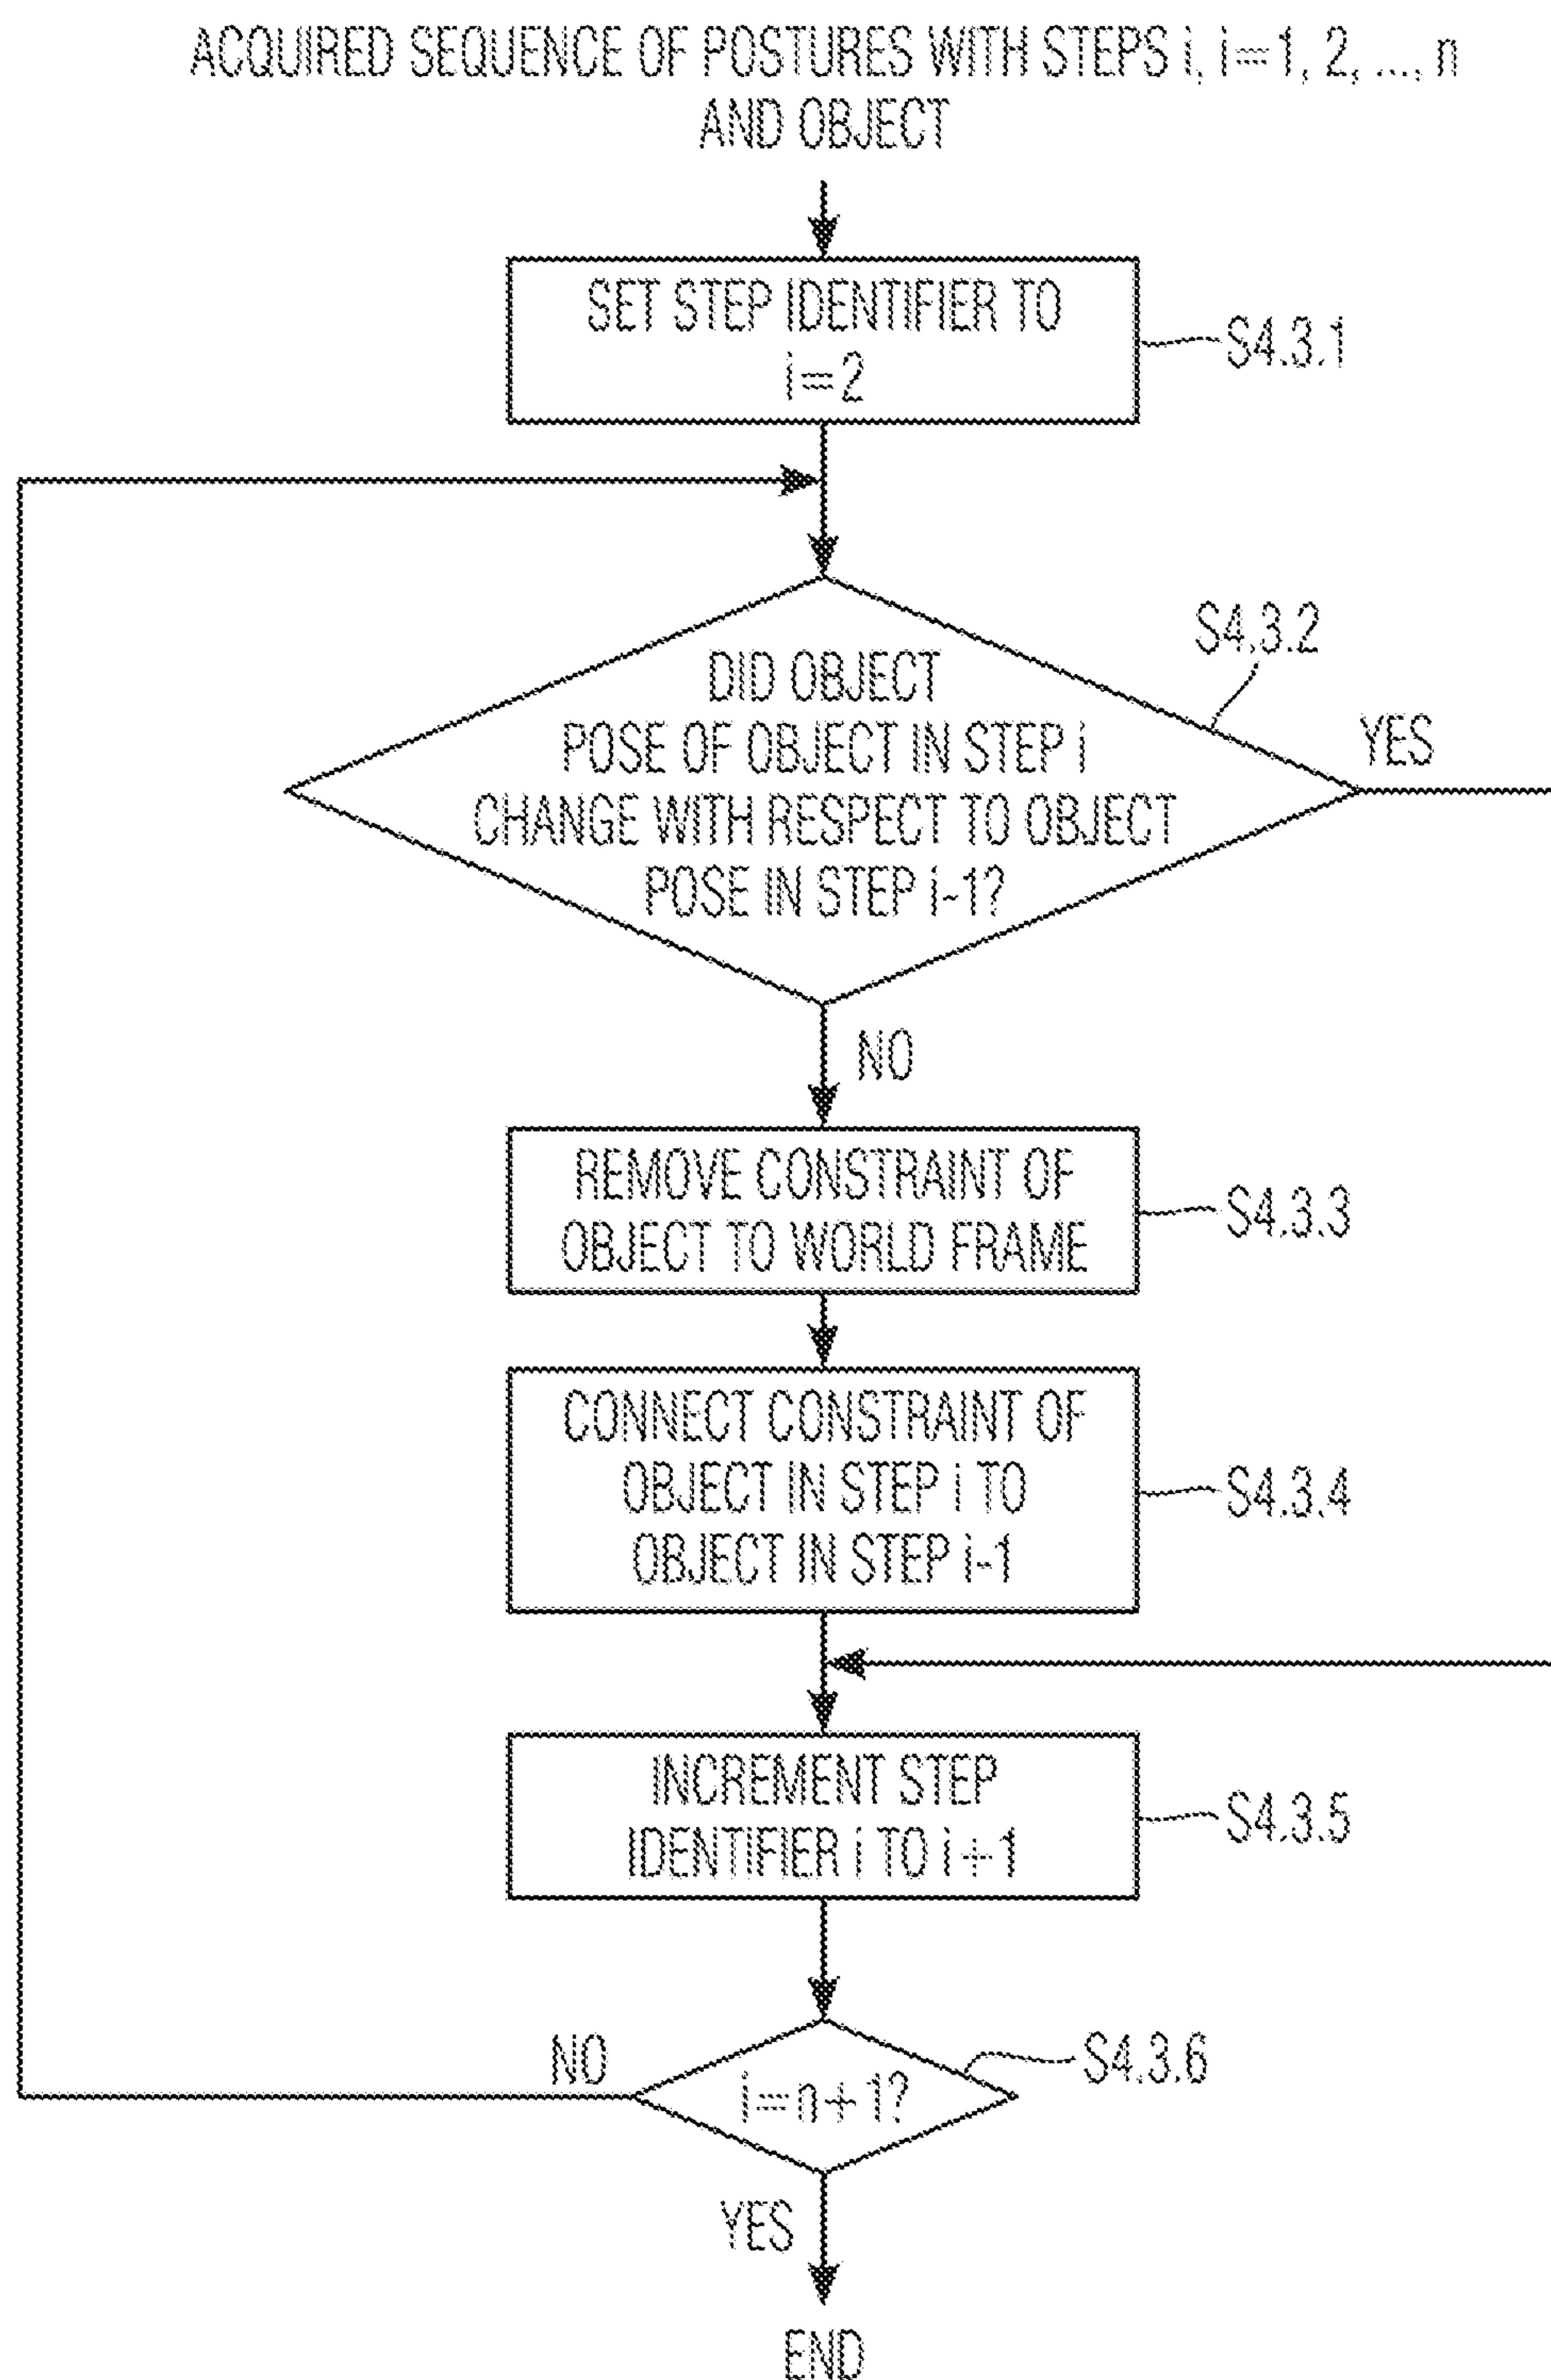 ACQUIRED SEQUENCE OF POSTURES WITH STEPS i, i=1, 2, ..., n
AND OBJECT
SET STEP IDENTIFIER TO
i=2
S4.3.1
S4.3.2
DID OBJECT
POSE OF OBJECT IN STEP i
CHANGE WITH RESPECT TO OBJECT
POSE IN STEP i-1?
YES
NO
REMOVE CONSTRAINT OF
OBJECT TO WORLD FRAME
S4.3.3
CONNECT CONSTRAINT OF
OBJECT IN STEP i TO
OBJECT IN STEP i-1
S4.3.4
INCREMENT STEP
IDENTIFIER i TO i+1
S4.3.5
NO
i=n+1?
S4.3.6
YES
END